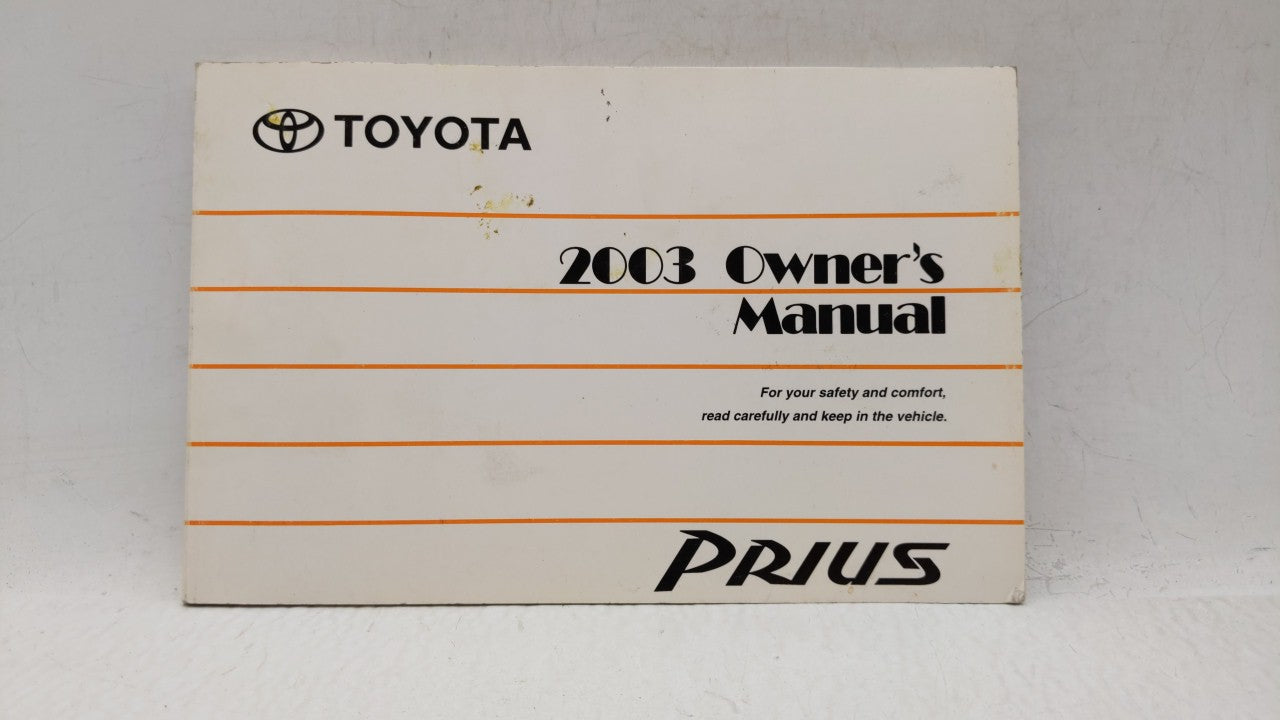 TOYOTA
2003 Owner's
Manual
For your safety and comfort,
read carefully and keep in the vehicle.
PRIUS